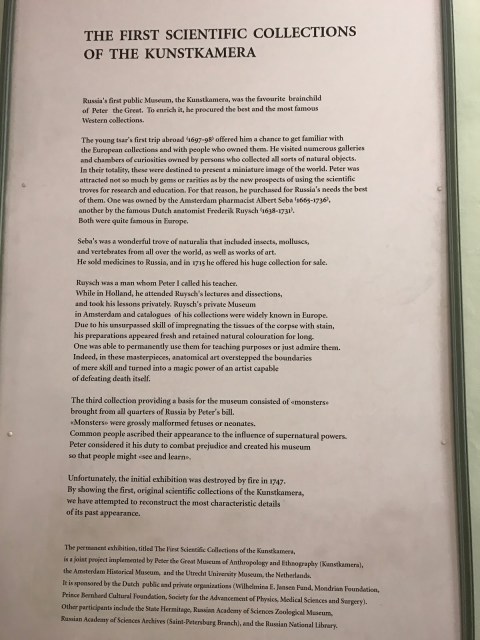 THE FIRST SCIENTIFIC COLLECTIONS
OF THE KUNSTKAMERA
Russia's first public Museum, the Kunstkamera, was the favourite brainchild
of Peter the Great. To enrich it, he procured the best and the most famous
Western collections.
The young tsar's first trip abroad (1697-98) offered him a chance to get familiar with
the European collections and with people who owned them. He visited numerous galleries
and chambers of curiosities owned by persons who collected all sorts of natural objects.
In their totality, these were destined to present a miniature image of the world. Peter was
attracted not so much by gems or rarities as by the new prospects of using the scientific
troves for research and education. For that reason, he purchased for Russia's needs the best
of them. One was owned by the Amsterdam pharmacist Albert Seba (1665-1736),
another by the famous Dutch anatomist Frederik Ruysch (1638-1731).
Both were quite famous in Europe.
Seba's was a wonderful trove of naturalia that included insects, molluscs,
and vertebrates from all over the world, as well as works of art.
He sold medicines to Russia, and in 1715 he offered his huge collection for sale.
Ruysch was a man whom Peter I called his teacher.
While in Holland, he attended Ruysch's lectures and dissections,
and took his lessons privately. Ruysch's private Museum
in Amsterdam and catalogues of his collections were widely known in Europe.
Due to his unsurpassed skill of impregnating the tissues of the corpse with stain,
his preparations appeared fresh and retained natural colouration for long.
One was able to permanently use them for teaching purposes or just admire them.
Indeed, in these masterpieces, anatomical art overstepped the boundaries
of mere skill and turned into a magic power of an artist capable
of defeating death itself.
The third collection providing a basis for the museum consisted of «monsters»
brought from all quarters of Russia by Peter's bill.
«Monsters» were grossly malformed fetuses or neonates.
Common people ascribed their appearance to the influence of supernatural powers.
Peter considered it his duty to combat prejudice and created his museum
so that people might «see and learn».
Unfortunately, the initial exhibition was destroyed by fire in 1747.
By showing the first, original scientific collections of the Kunstkamera,
we have attempted to reconstruct the most characteristic details
of its past appearance.
The permanent exhibition, titled The First Scientific Collections of the Kunstkamera,
is a joint project implemented by Peter the Great Museum of Anthropology and Ethnography (Kunstkamera),
the Amsterdam Historical Museum, and the Utrecht University Museum, the Netherlands.
It is sponsored by the Dutch public and private organizations (Wilhelmina E. Jansen Fund, Mondrian Foundation,
Prince Bernhard Cultural Foundation, Society for the Advancement of Physics, Medical Sciences and Surgery).
Other participants include the State Hermitage, Russian Academy of Sciences Zoological Museum,
Russian Academy of Sciences Archives (Saint-Petersburg Branch), and the Russian National Library.